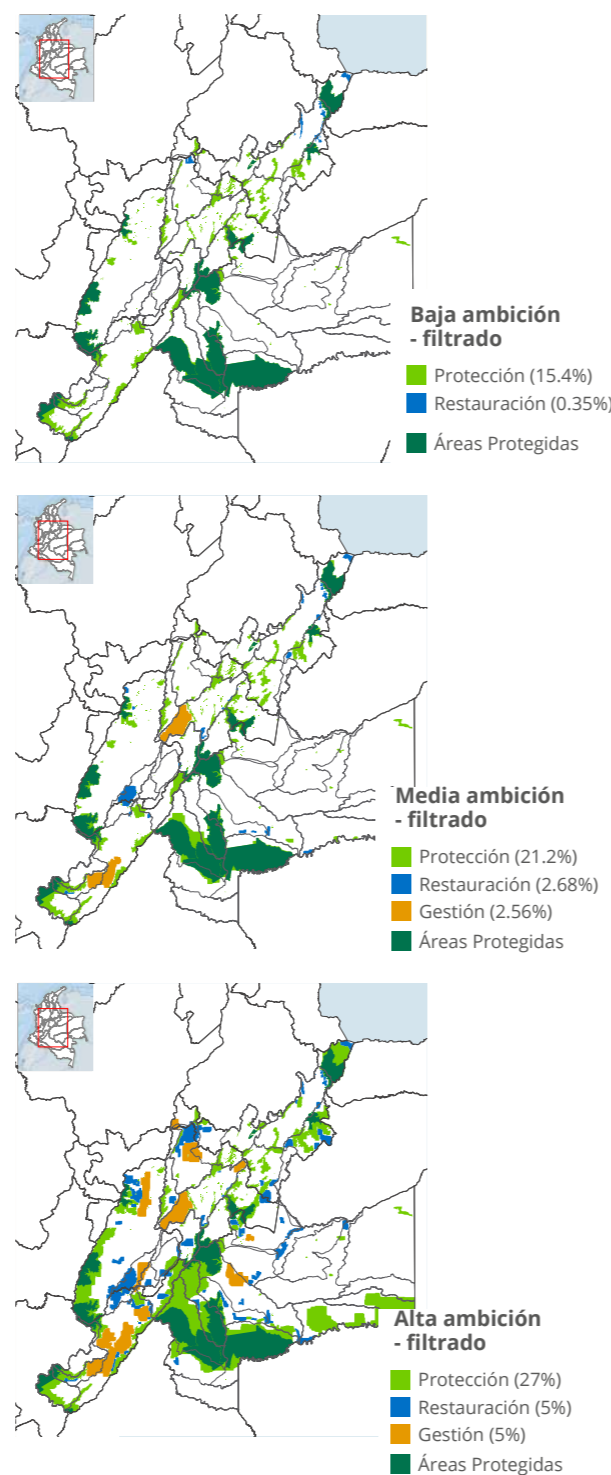 Baja ambición
- filtrado
Protección (15.4%)
Restauración (0.35%)
Áreas Protegidas
Media ambición
- filtrado
Protección (21.2%)
Restauración (2.68%)
Gestión (2.56%)
Áreas Protegidas
Alta ambición
- filtrado
Protección (27%)
Restauración (5%)
Gestión (5%)
Áreas Protegidas